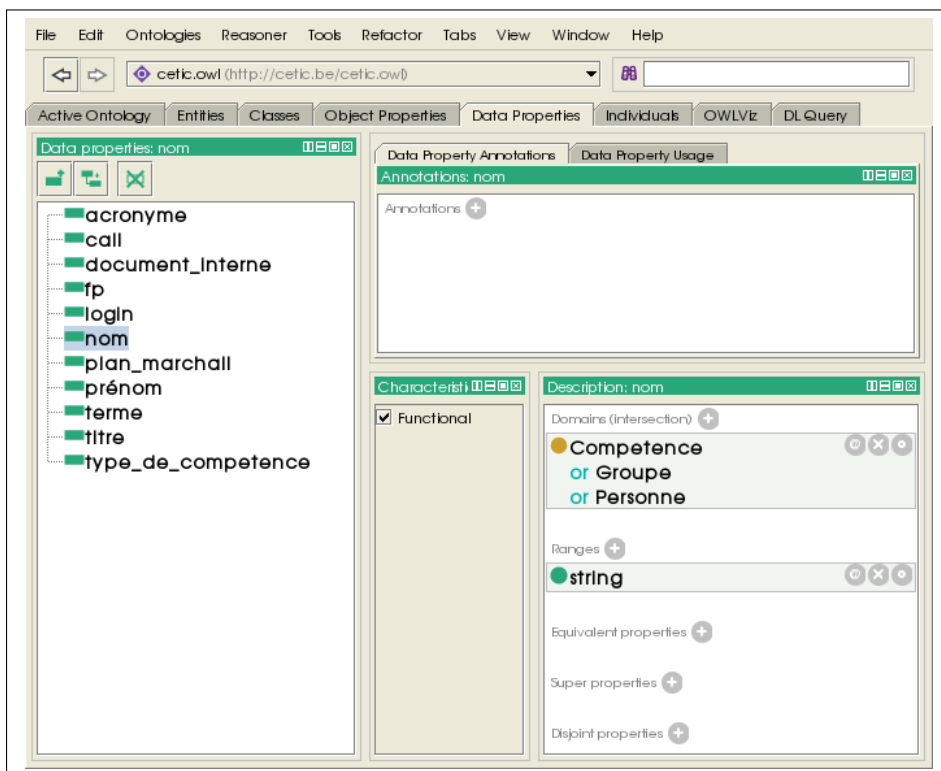 File Edit Ontologies Reasoner Tools Refactor Tabs View Window Help
cetic.owl (http://cetic.be/cetic.owl)
Active Ontology Entities Classes Object Properties Data Properties Individuals OWLViz DL Query
Data properties: nom
acronyme
call
document_interne
fp
login
nom
plan_marchall
prénom
terme
titre
type_de_competence
Data Property Annotations Data Property Usage
Annotations: nom
Annotations
Characteristi
Functional
Description: nom
Domains (intersection)
Competence
or Groupe
or Personne
Ranges
string
Equivalent properties
Super properties
Disjoint properties